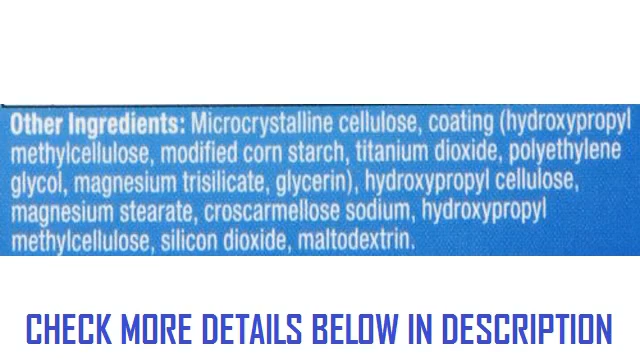 Other Ingredients: Microcrystalline cellulose, coating (hydroxypropyl
methylcellulose, modified corn starch, titanium dioxide, polyethylene
glycol, magnesium trisilicate, glycerin), hydroxypropyl cellulose,
magnesium stearate, croscarmellose sodium, hydroxypropyl
methylcellulose, silicon dioxide, maltodextrin.
CHECK MORE DETAILS BELOW IN DESCRIPTION